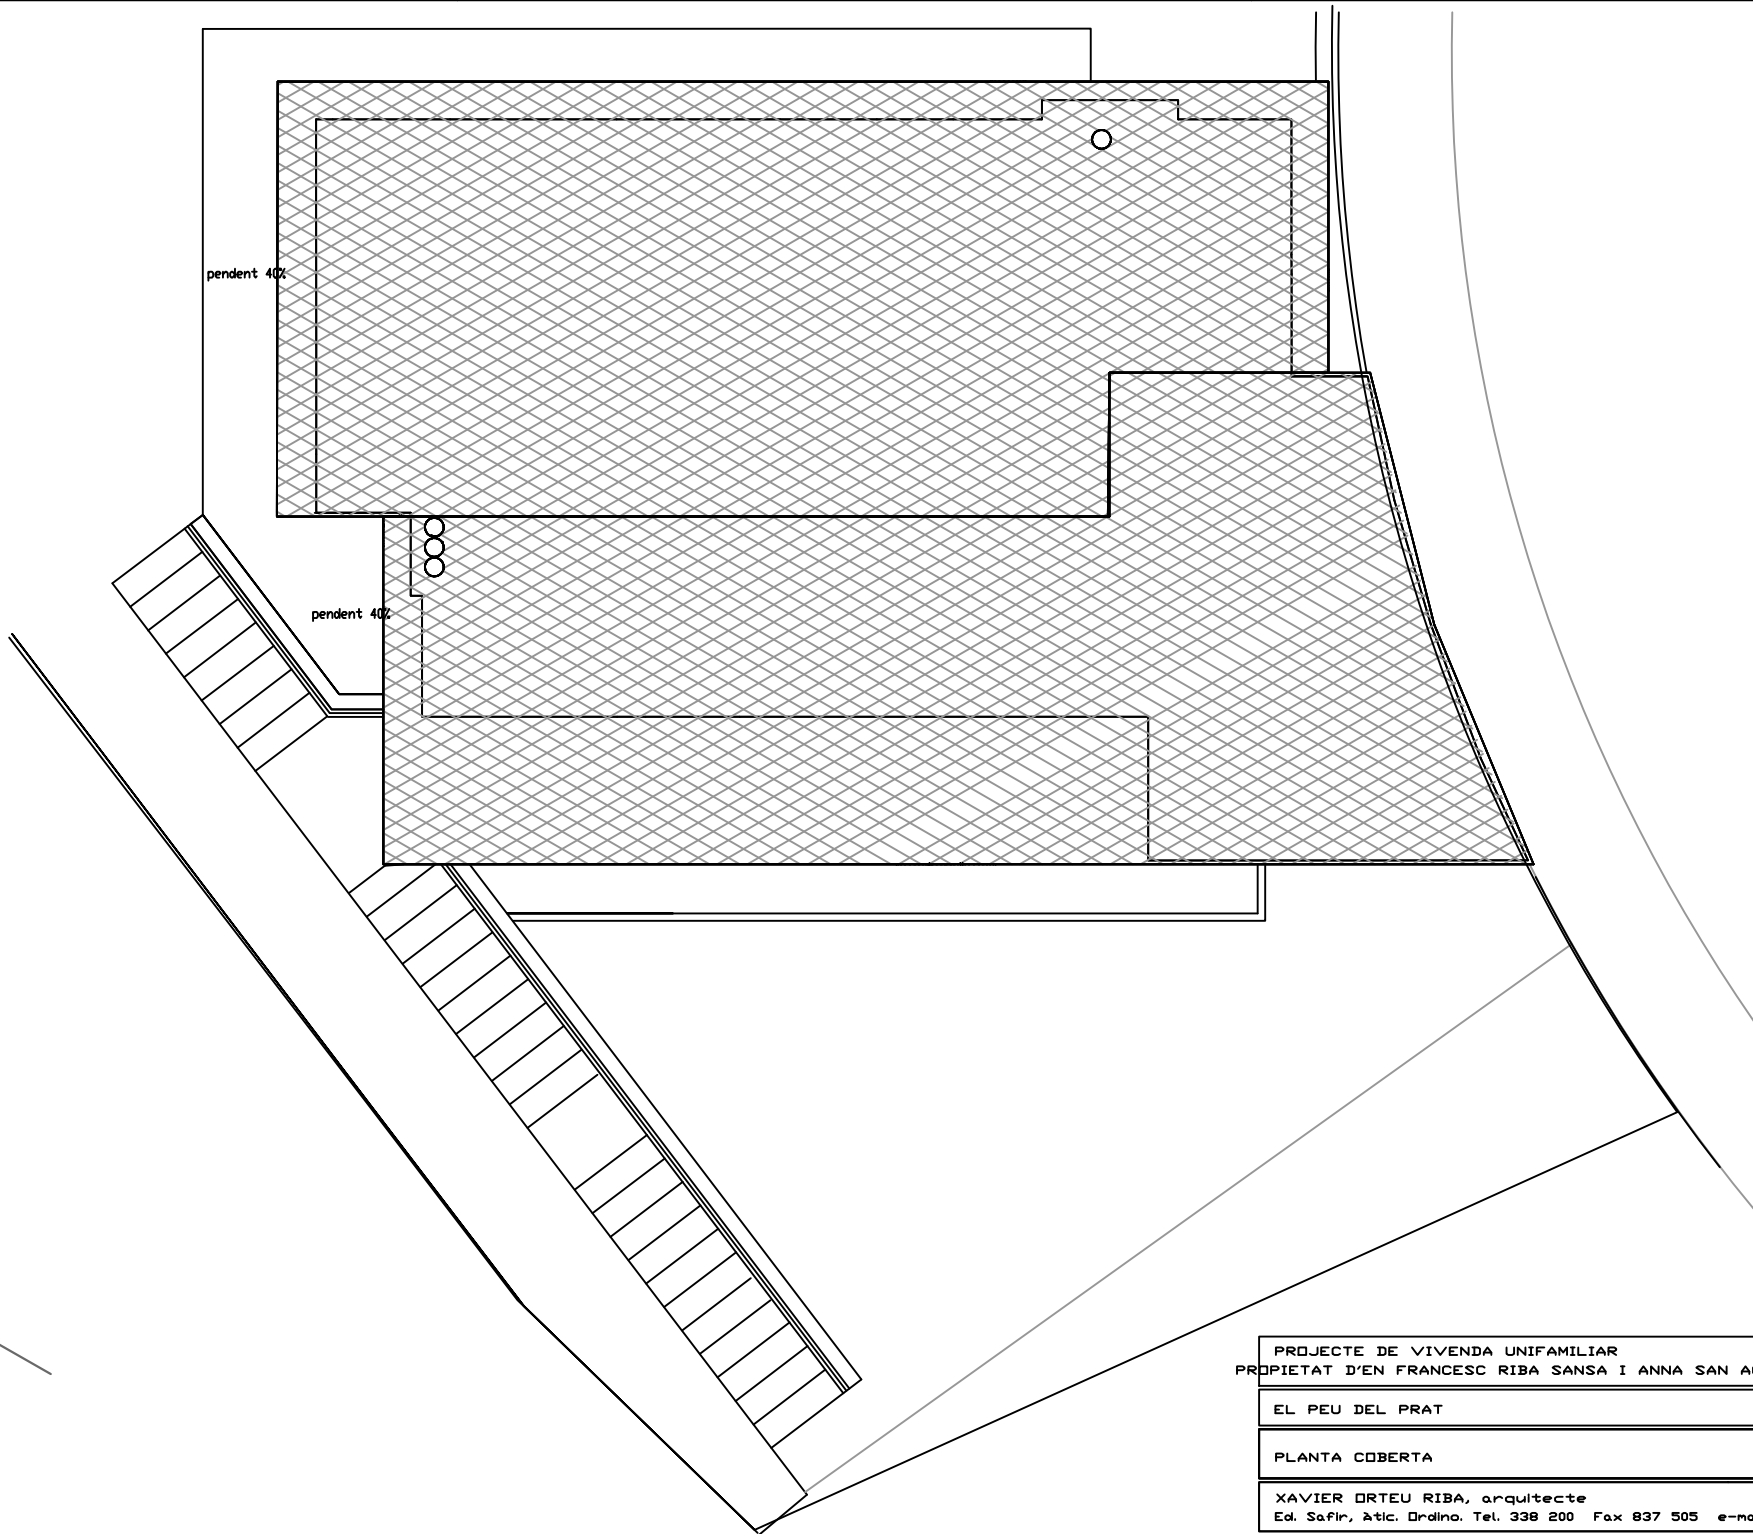 pendent 40%
pendent 40%
PROJECTE DE VIVENDA UNIFAMILIAR
PROPIETAT D'EN FRANCESC RIBA SANSA I ANNA SAN
EL PEU DEL PRAT
PLANTA COBERTA
XAVIER ORTEU RIBA, arquitecte
Ed. Safir, Àtic. Ordino. Tel. 338 200 Fax 837 505